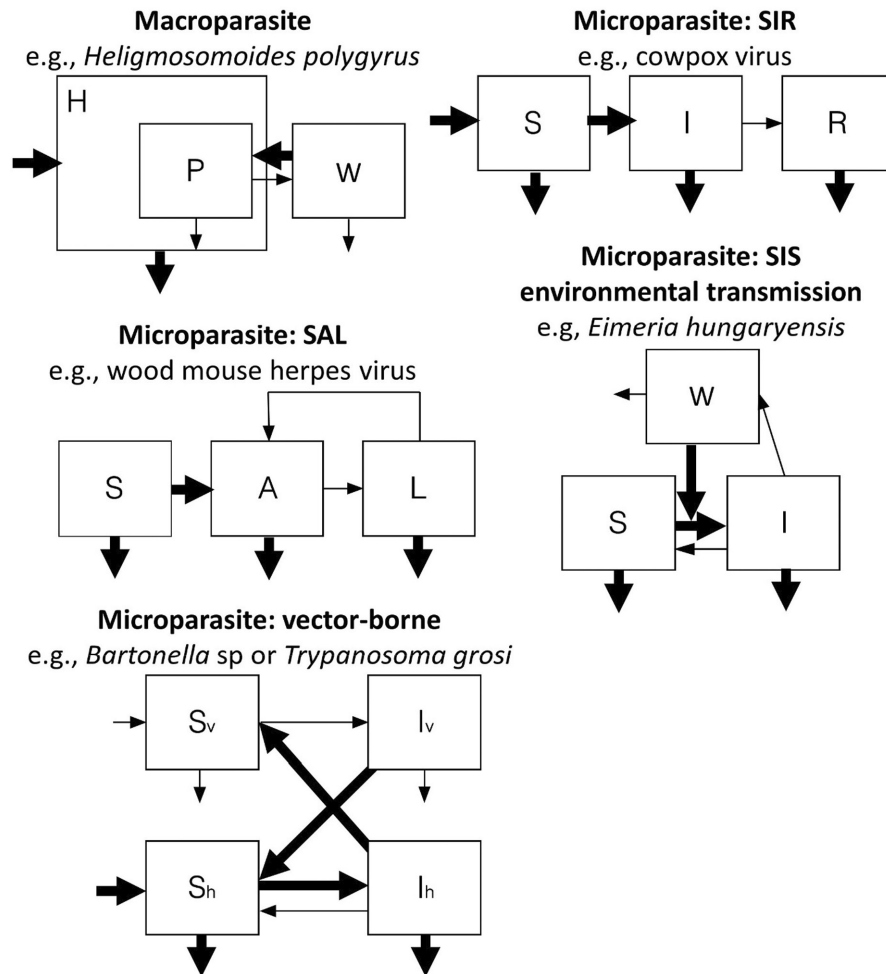 Macroparasite
e.g., Heligmosomoides polygyrus
H
P
W
Microparasite: SIR
e.g., cowpox virus
S
I
R
Microparasite: SAL
e.g., wood mouse herpes virus
S
A
L
Microparasite: SIS
environmental transmission
e.g, Eimeria hungaryensis
W
S
I
Microparasite: vector-borne
e.g., Bartonella sp or Trypanosoma grosi
Sv
Iv
Sh
Ih